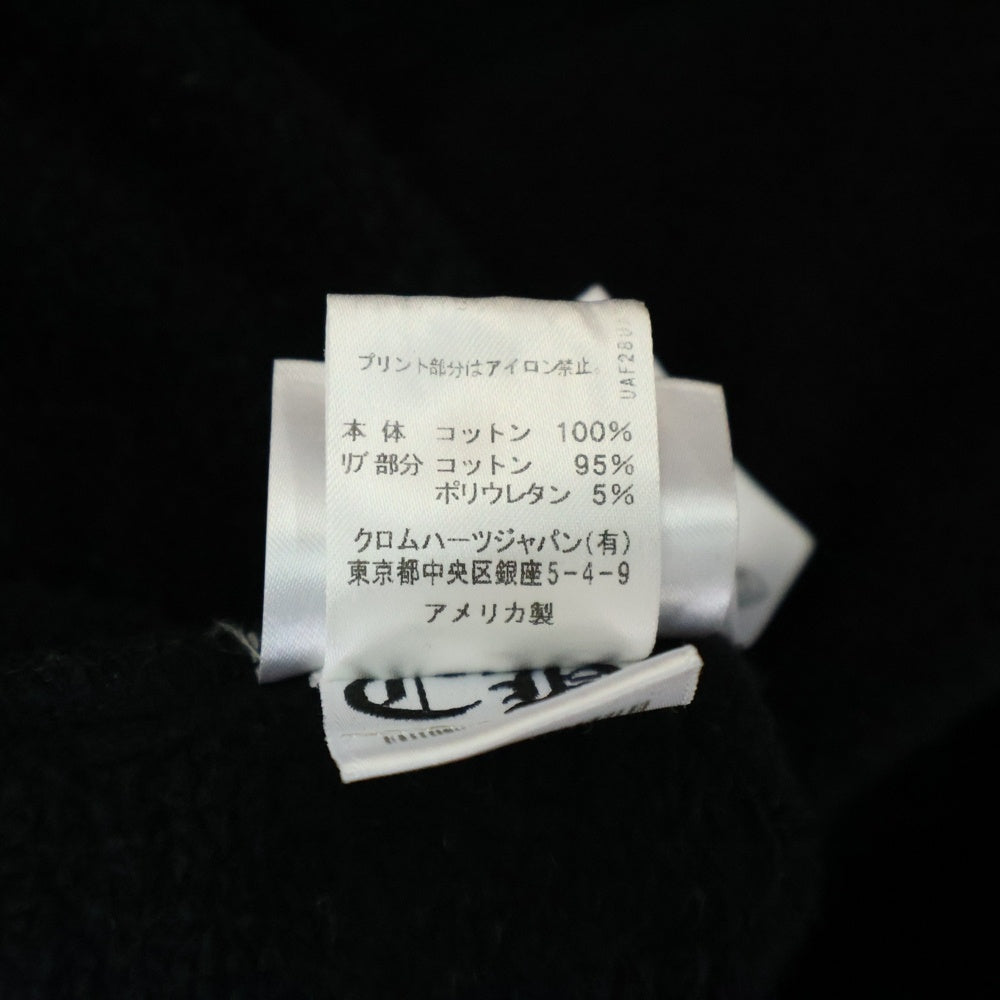 プリント部分はアイロン禁止。
UAF28U
本体 コットン 100%
リブ部分 コットン 95%
ポリウレタン 5%
クロムハーツジャパン(有)
東京都中央区銀座5-4-9
アメリカ製